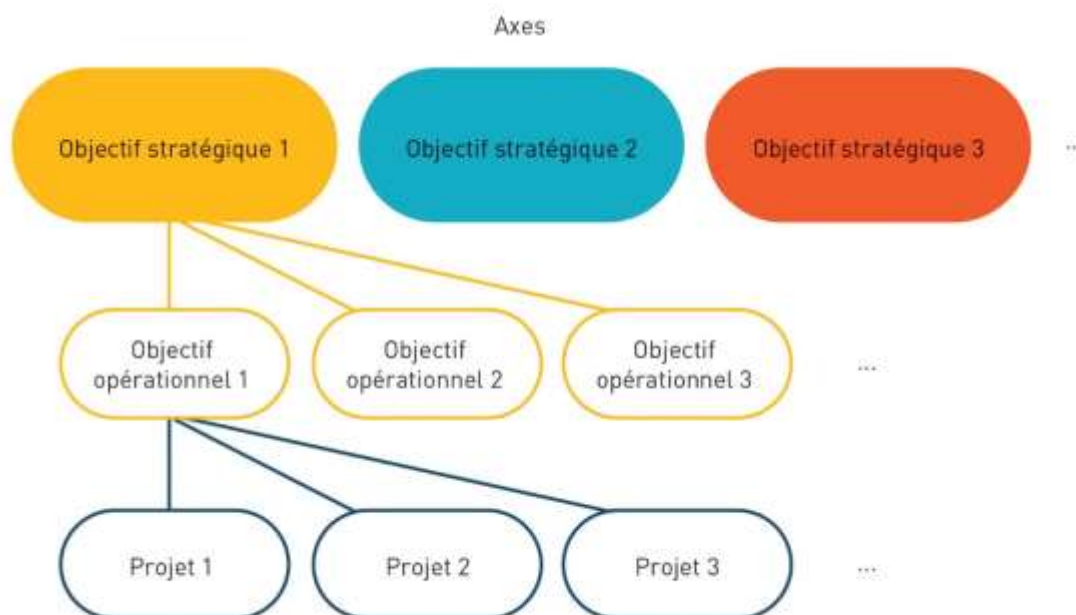 Axes
Objectif stratégique 1
Objectif stratégique 2
Objectif stratégique 3
...
Objectif
opérationnel 1
Objectif
opérationnel 2
Objectif
opérationnel 3
...
Projet 1
Projet 2
Projet 3
...